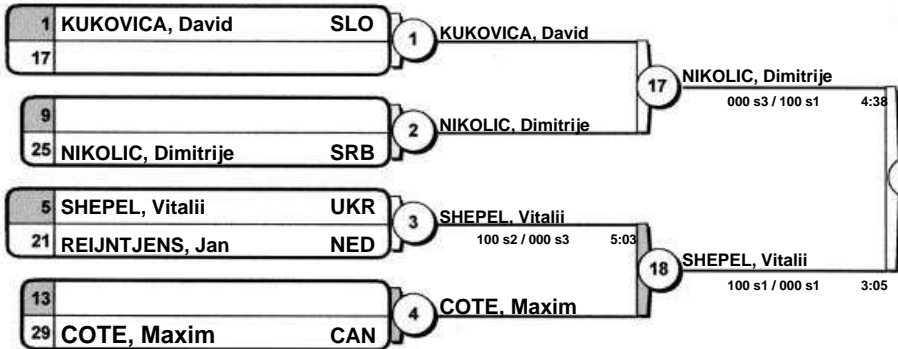 1 KUKOVICA, David SLO
17
1 KUKOVICA, David
9
25 NIKOLIC, Dimitrije SRB
2 NIKOLIC, Dimitrije
17 NIKOLIC, Dimitrije
000 s3 / 100 s1 4:38
5 SHEPEL, Vitalii UKR
21 REIJNTJENS, Jan NED
3 SHEPEL, Vitalii
100 s2 / 000 s3 5:03
13
29 COTE, Maxim CAN
4 COTE, Maxim
18 SHEPEL, Vitalii
100 s1 / 000 s1 3:05